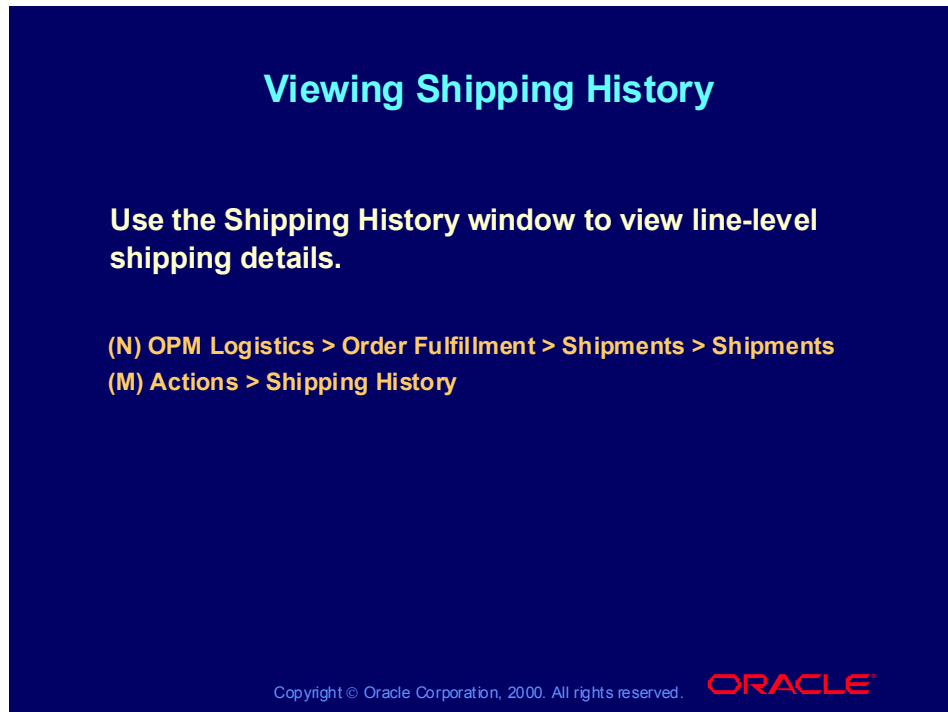 Viewing Shipping History
Use the Shipping History window to view line-level
shipping details.
(N) OPM Logistics > Order Fulfillment > Shipments > Shipments
(M) Actions > Shipping History
Copyright © Oracle Corporation, 2000. All rights reserved.
ORACLE®